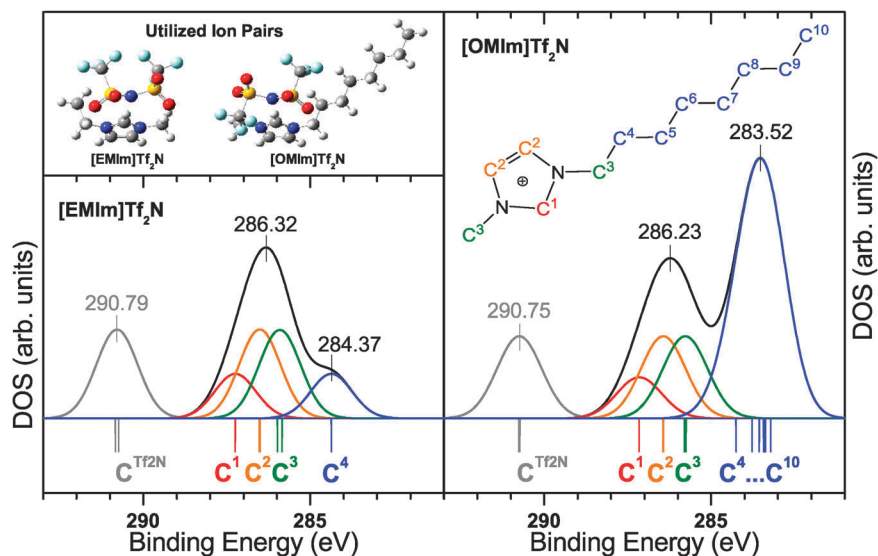 Utilized Ion Pairs
[EMIm]Tf₂N
[OMIm]Tf₂N
[EMIm]Tf₂N
286.32
290.79
284.37
C^Tf2N
C¹
C²
C³
C⁴
290
285
Binding Energy (eV)
DOS (arb. units)
[OMIm]Tf₂N
C¹⁰
C⁸
C⁹
C⁶
C⁷
C⁴
C⁵
C²
C²
C³
N
⊕
N
C¹
C³
283.52
286.23
290.75
C^Tf2N
C¹
C²
C³
C⁴
...C¹⁰
290
285
Binding Energy (eV)
DOS (arb. units)